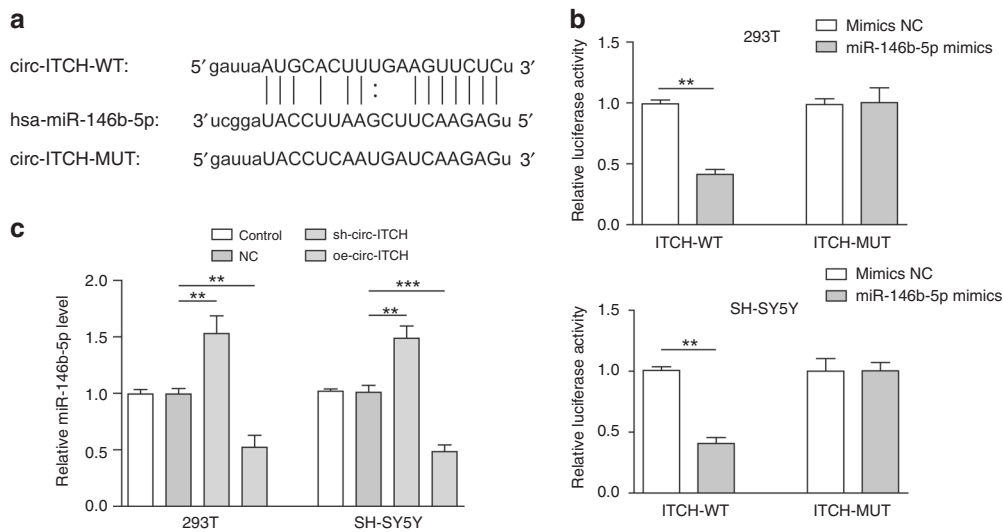 a
circ-ITCH-WT: 5′ gauuaAUGCACUUUGAAGUUCUCu 3′
:
hsa-miR-146b-5p: 3′ucggaUACCUUAAGCUUCAAGAGu 5′
circ-ITCH-MUT: 5′ gauuaUACCUCAAUGAUCAAGAGu 3′
b
293T
Mimics NC
miR-146b-5p mimics
Relative luciferase activity
1.5
1.0
0.5
0.0
**
ITCH-WT ITCH-MUT
SH-SY5Y
Mimics NC
miR-146b-5p mimics
Relative luciferase activity
1.5
1.0
0.5
0.0
**
ITCH-WT ITCH-MUT
c
Control sh-circ-ITCH
NC oe-circ-ITCH
Relative miR-146b-5p level
2.0
1.5
1.0
0.5
0.0
**
**
***
**
293T SH-SY5Y